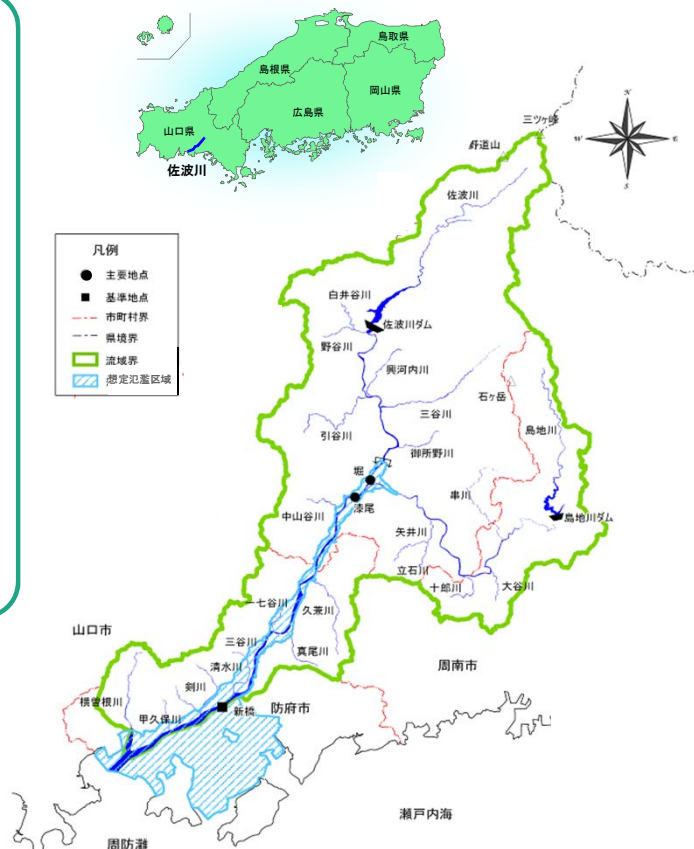 鳥取県
島根県
岡山県
広島県
山口県
佐波川
三ツヶ峰
N
野道山
W
E
S
佐波川
凡例
主要地点
基準地点
市町村界
県境界
流域界
想定氾濫区域
白井谷川
佐波川ダム
野谷川
興河内川
石ヶ岳
三谷川
島地川
引谷川
御所野川
堀
串川
漆尾
中山谷川
島地川ダム
矢井川
立石川
十郎川
大谷川
一七谷川
久兼川
山口市
三谷川
真尾川
清水川
周南市
剣川
横曽根川
新橋
防府市
甲久保川
瀬戸内海
周防灘